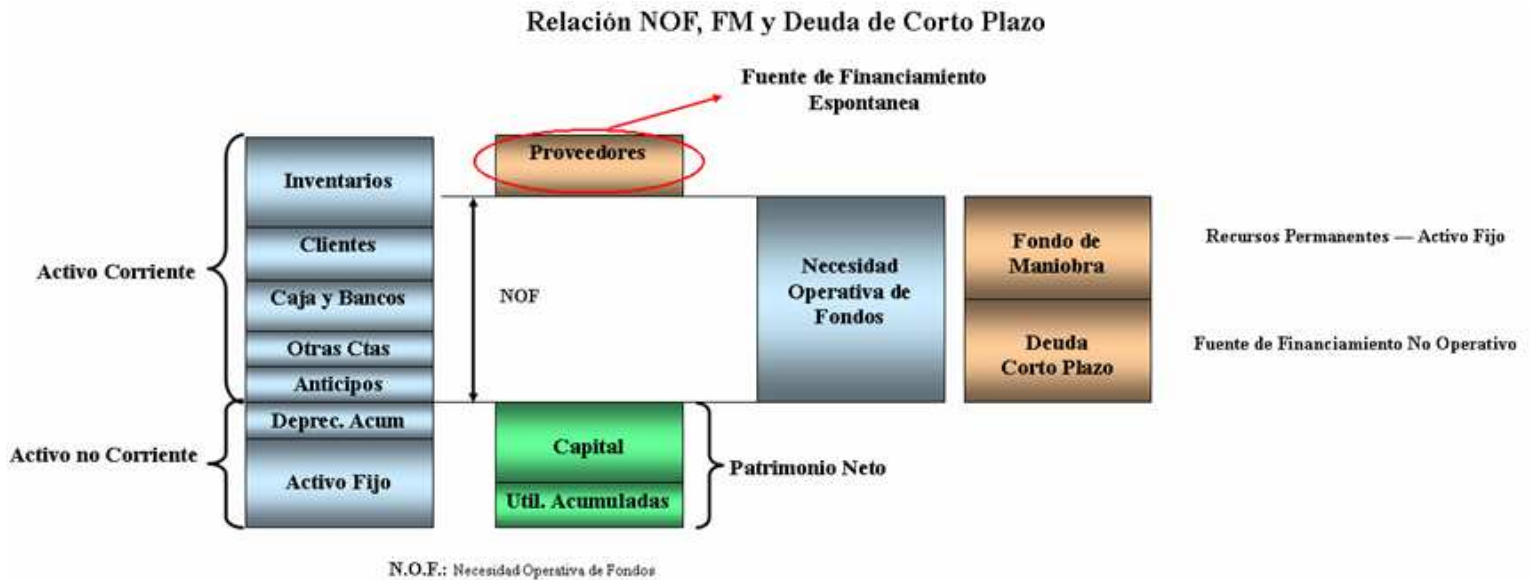 Relación NOF, FM y Deuda de Corto Plazo
Fuente de Financiamiento
Espontanea
Proveedores
Inventarios
Clientes
Activo Corriente
Caja y Bancos
Otras Ctas
Anticipos
NOF
Necesidad
Operativa de
Fondos
Fondo de
Maniobra
Recursos Permanentes — Activo Fijo
Deuda
Corto Plazo
Fuente de Financiamiento No Operativo
Deprec. Acum
Activo no Corriente
Activo Fijo
Capital
Util. Acumuladas
Patrimonio Neto
N.O.F.: Necesidad Operativa de Fondos